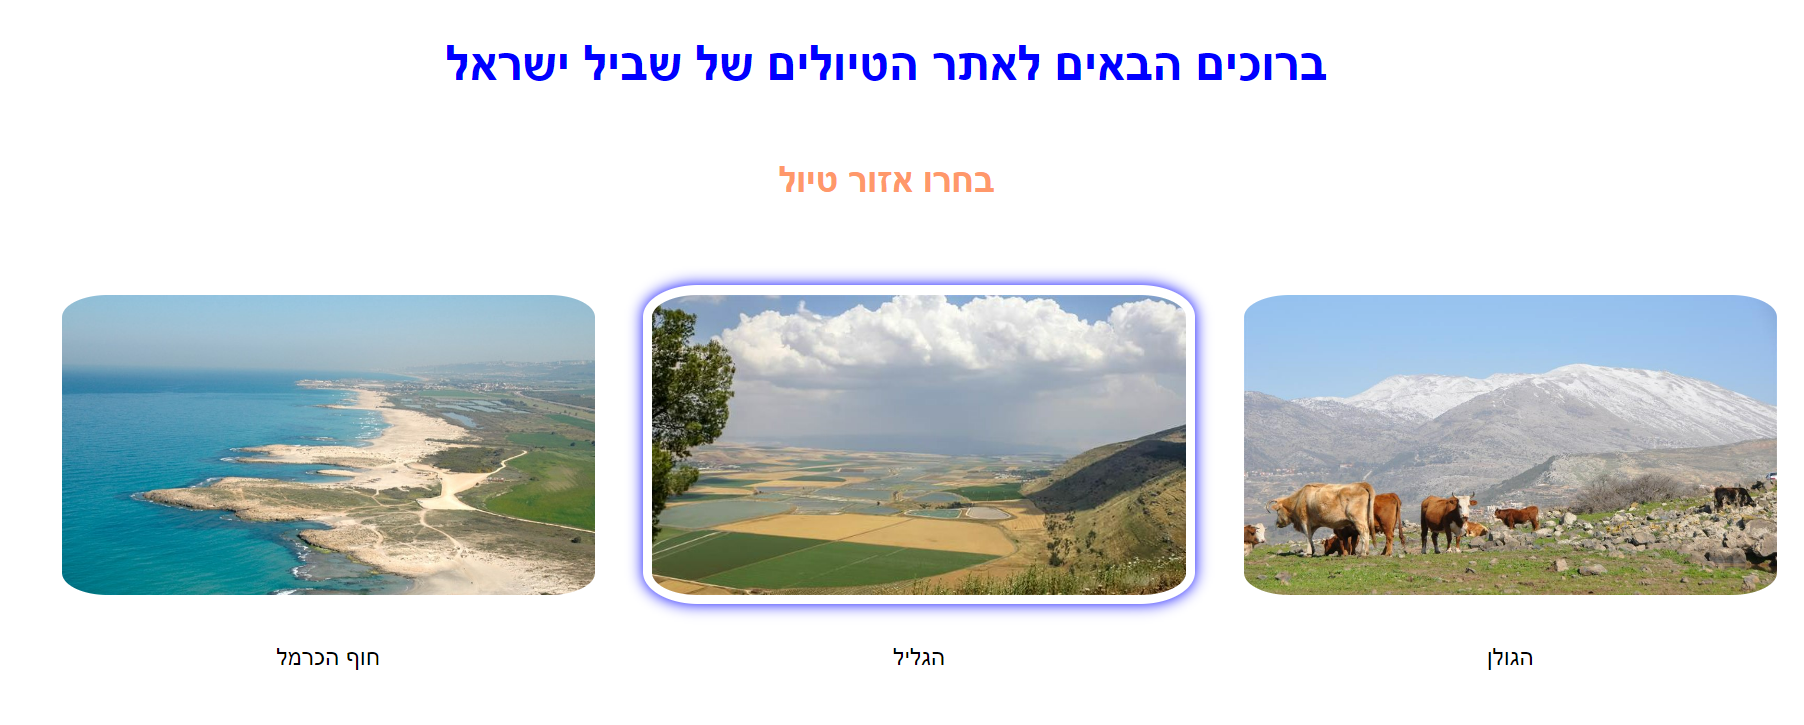 ברוכים הבאים לאתר הטיולים של שביל ישראל
בחרו אזור טיול
הגולן
הגליל
חוף הכרמל